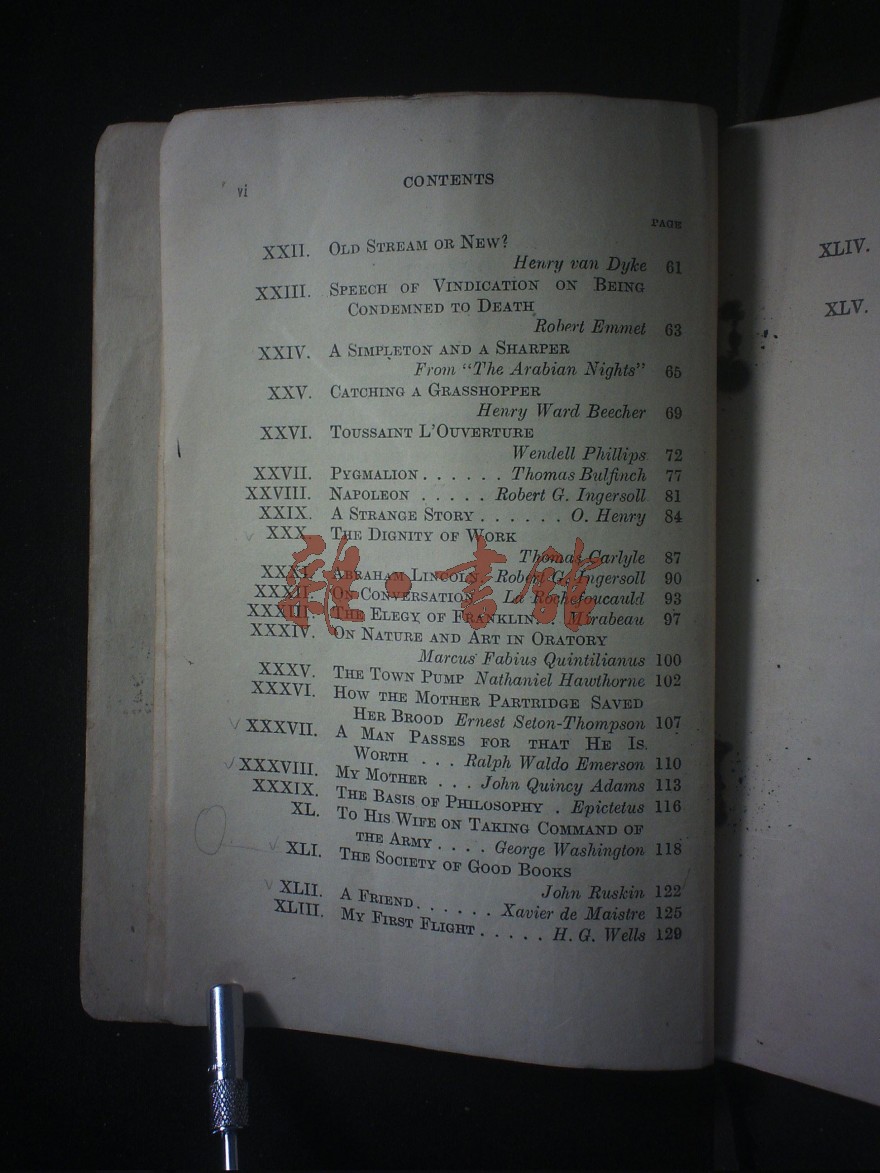 vi
CONTENTS
PAGE
XXII. OLD STREAM OR NEW?
Henry van Dyke 61
XXIII. SPEECH OF VINDICATION ON BEING
CONDEMNED TO DEATH
Robert Emmet 63
XXIV. A SIMPLETON AND A SHARPER
From "The Arabian Nights" 65
XXV. CATCHING A GRASSHOPPER
Henry Ward Beecher 69
XXVI. TOUSSAINT L'OUVERTURE
Wendell Phillips 72
XXVII. PYGMALION . . . . . . Thomas Bulfinch 77
XXVIII. NAPOLEON . . . . . Robert G. Ingersoll 81
XXIX. A STRANGE STORY . . . . . . O. Henry 84
XXX. THE DIGNITY OF WORK
Thomas Carlyle 87
XXXI. ABRAHAM LINCOLN. Robert G. Ingersoll 90
XXXII. ON CONVERSATION. La Rochefoucauld 93
XXXIII. THE ELEGY OF FRANKLIN. Mirabeau 97
XXXIV. ON NATURE AND ART IN ORATORY
Marcus Fabius Quintilianus 100
XXXV. THE TOWN PUMP Nathaniel Hawthorne 102
XXXVI. HOW THE MOTHER PARTRIDGE SAVED
HER BROOD Ernest Seton-Thompson 107
XXXVII. A MAN PASSES FOR THAT HE IS.
WORTH . . . Ralph Waldo Emerson 110
XXXVIII. MY MOTHER . . . John Quincy Adams 113
XXXIX. THE BASIS OF PHILOSOPHY . Epictetus 116
XL. TO HIS WIFE ON TAKING COMMAND OF
THE ARMY . . . . George Washington 118
XLI. THE SOCIETY OF GOOD BOOKS
John Ruskin 122
XLII. A FRIEND . . . . . . Xavier de Maistre 125
XLIII. MY FIRST FLIGHT . . . . . H. G. Wells 129
XLIV.
XLV.
雜·書館